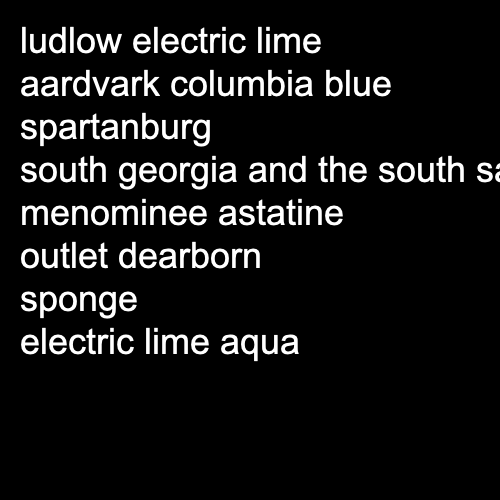 ludlow electric lime
aardvark columbia blue
spartanburg
south georgia and the south
menominee astatine
outlet dearborn
sponge
electric lime aqua